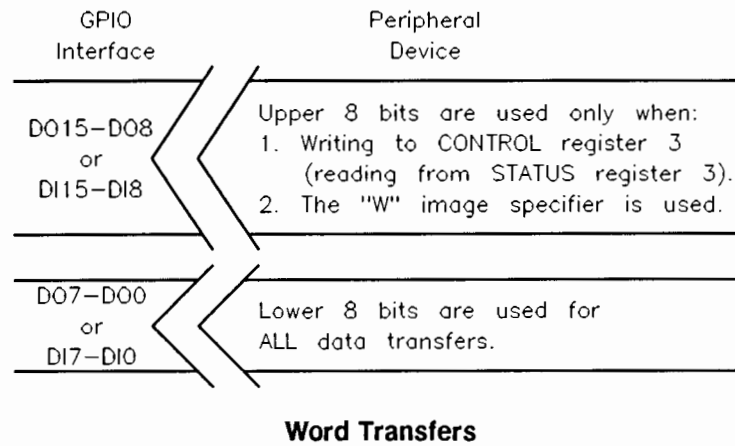 GPIO
Interface
Peripheral
Device
DO15-DO8
or
DI15-DI8
Upper 8 bits are used only when:
1. Writing to CONTROL register 3
(reading from STATUS register 3).
2. The "W" image specifier is used.
DO7-DO0
or
DI7-DI0
Lower 8 bits are used for
ALL data transfers.
Word Transfers